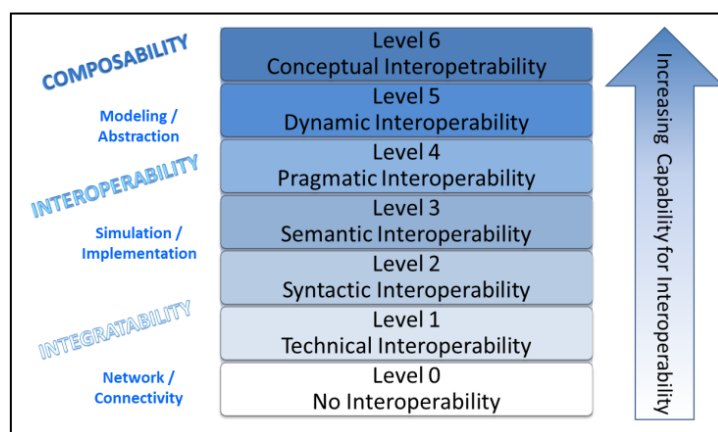 COMPOSABILITY
Modeling /
Abstraction
INTEROPERABILITY
Simulation /
Implementation
INTEGRATABILITY
Network /
Connectivity
Level 6
Conceptual Interopetrability
Level 5
Dynamic Interoperability
Level 4
Pragmatic Interoperability
Level 3
Semantic Interoperability
Level 2
Syntactic Interoperability
Level 1
Technical Interoperability
Level 0
No Interoperability
Increasing Capability for Interoperability